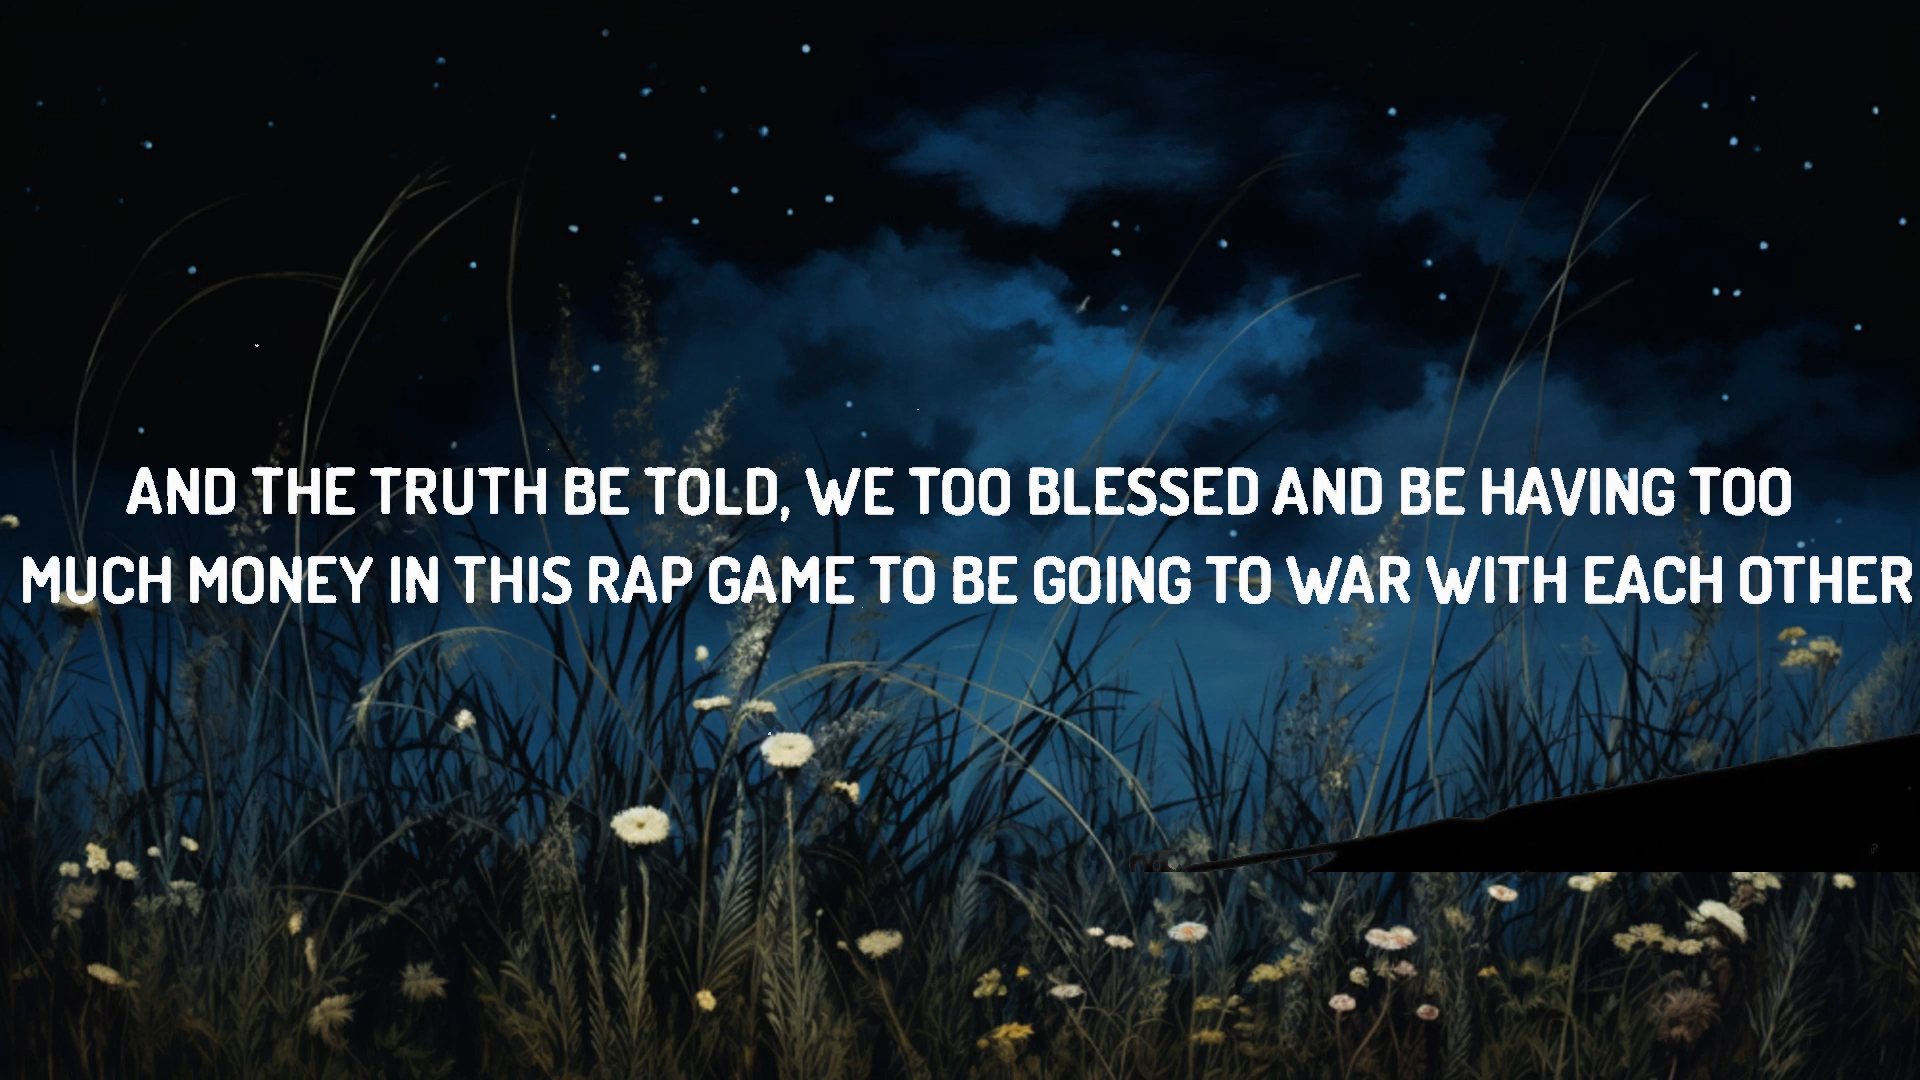 AND THE TRUTH BE TOLD, WE TOO BLESSED AND BE HAVING TOO
MUCH MONEY IN THIS RAP GAME TO BE GOING TO WAR WITH EACH OTHER